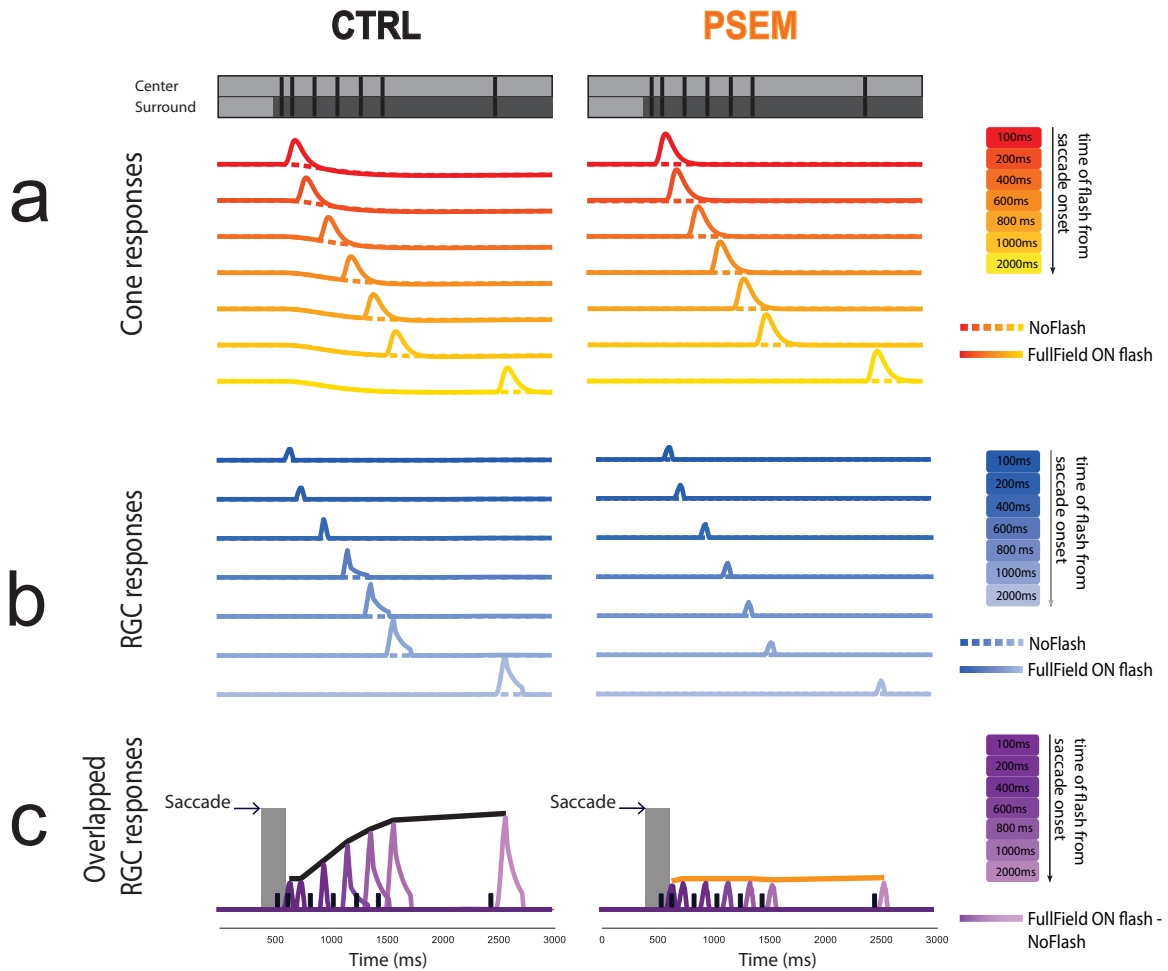 CTRL
PSEM
Center
Surround
a
Cone responses
100ms
200ms
400ms
600ms
800 ms
1000ms
2000ms
time of flash from
saccade onset
NoFlash
FullField ON flash
b
RGC responses
100ms
200ms
400ms
600ms
800 ms
1000ms
2000ms
time of flash from
saccade onset
NoFlash
FullField ON flash
c
Overlapped
RGC responses
Saccade
Saccade
100ms
200ms
400ms
600ms
800 ms
1000ms
2000ms
time of flash from
saccade onset
FullField ON flash -
NoFlash
500 1000 1500 2000 2500 3000
Time (ms)
0 500 1000 1500 2000 2500 3000
Time (ms)